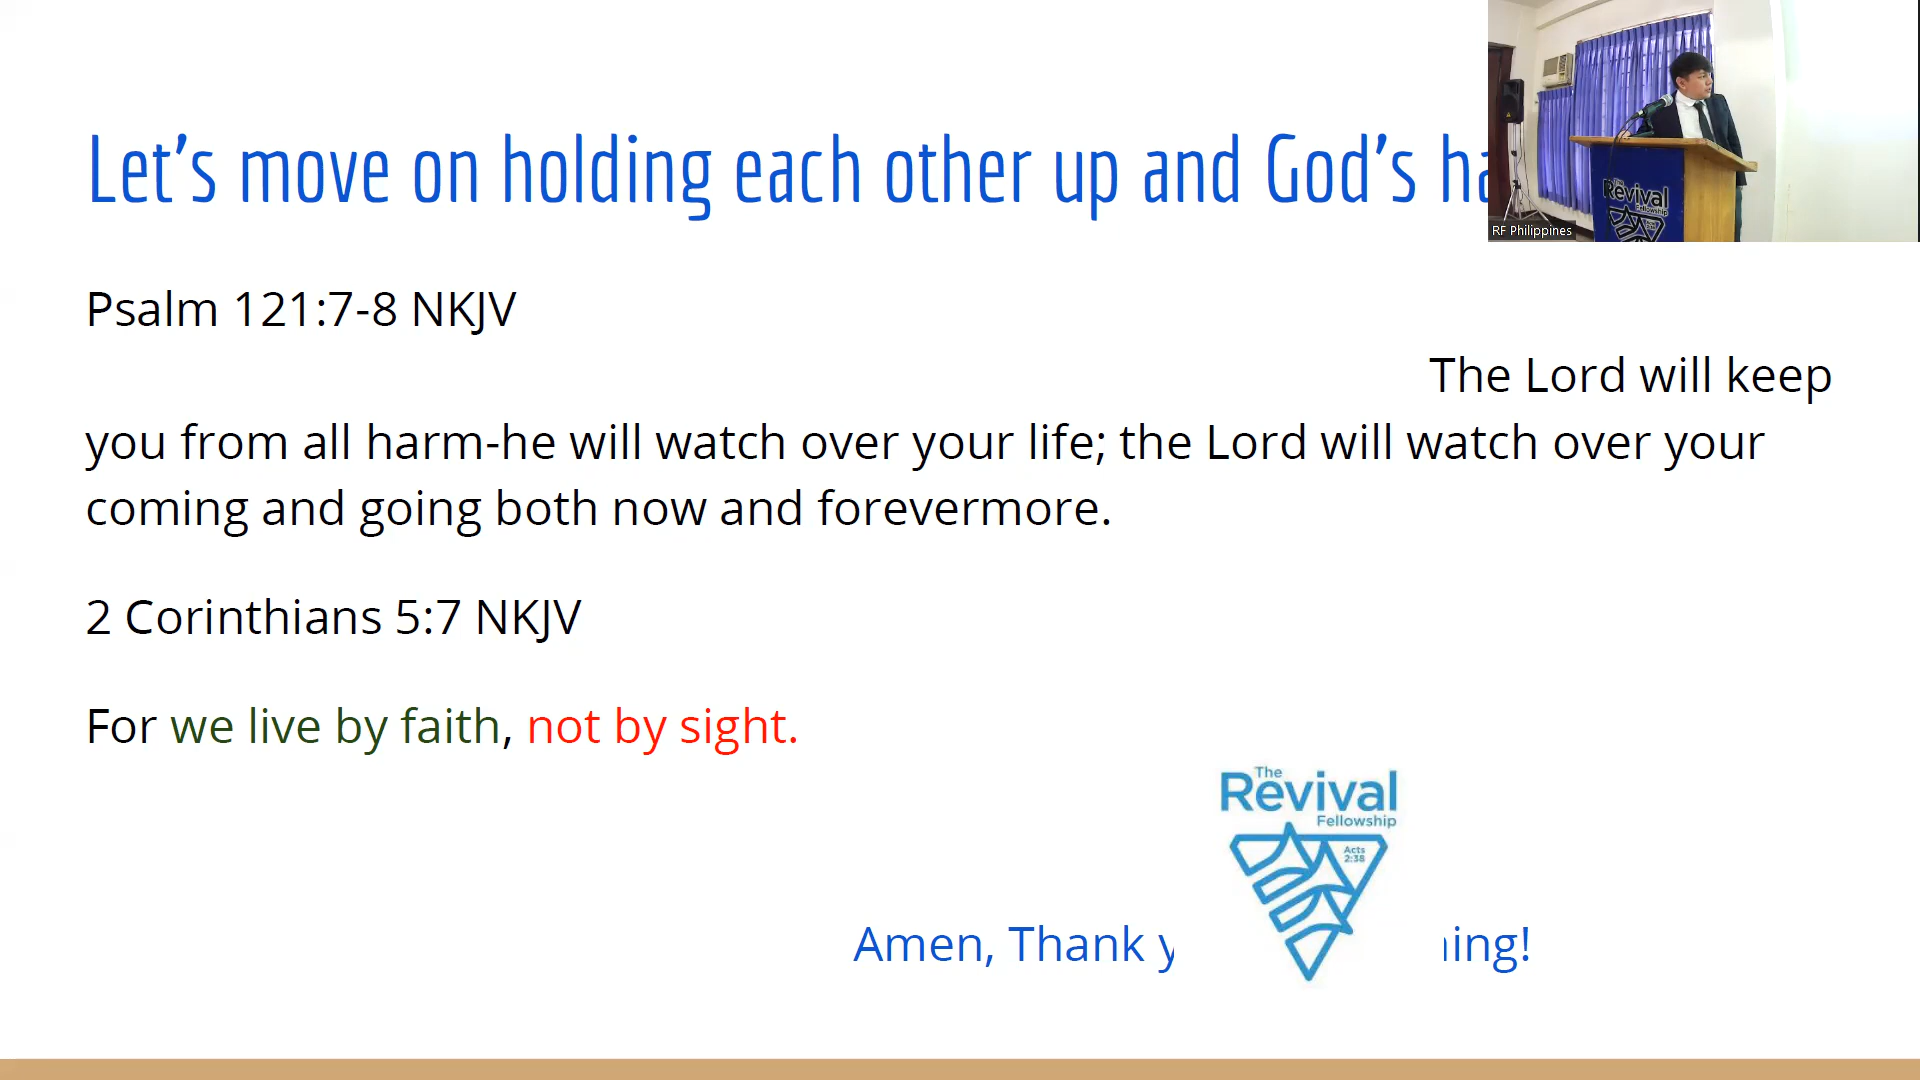 Let's move on holding each other up and God's
RF Philippines
The
Revival
Fellowship
Psalm 121:7-8 NKJV
The Lord will keep
you from all harm-he will watch over your life; the Lord will watch over your
coming and going both now and forevermore.
2 Corinthians 5:7 NKJV
For we live by faith, not by sight.
The
Revival
Fellowship
Acts
2:38
Amen, Thank